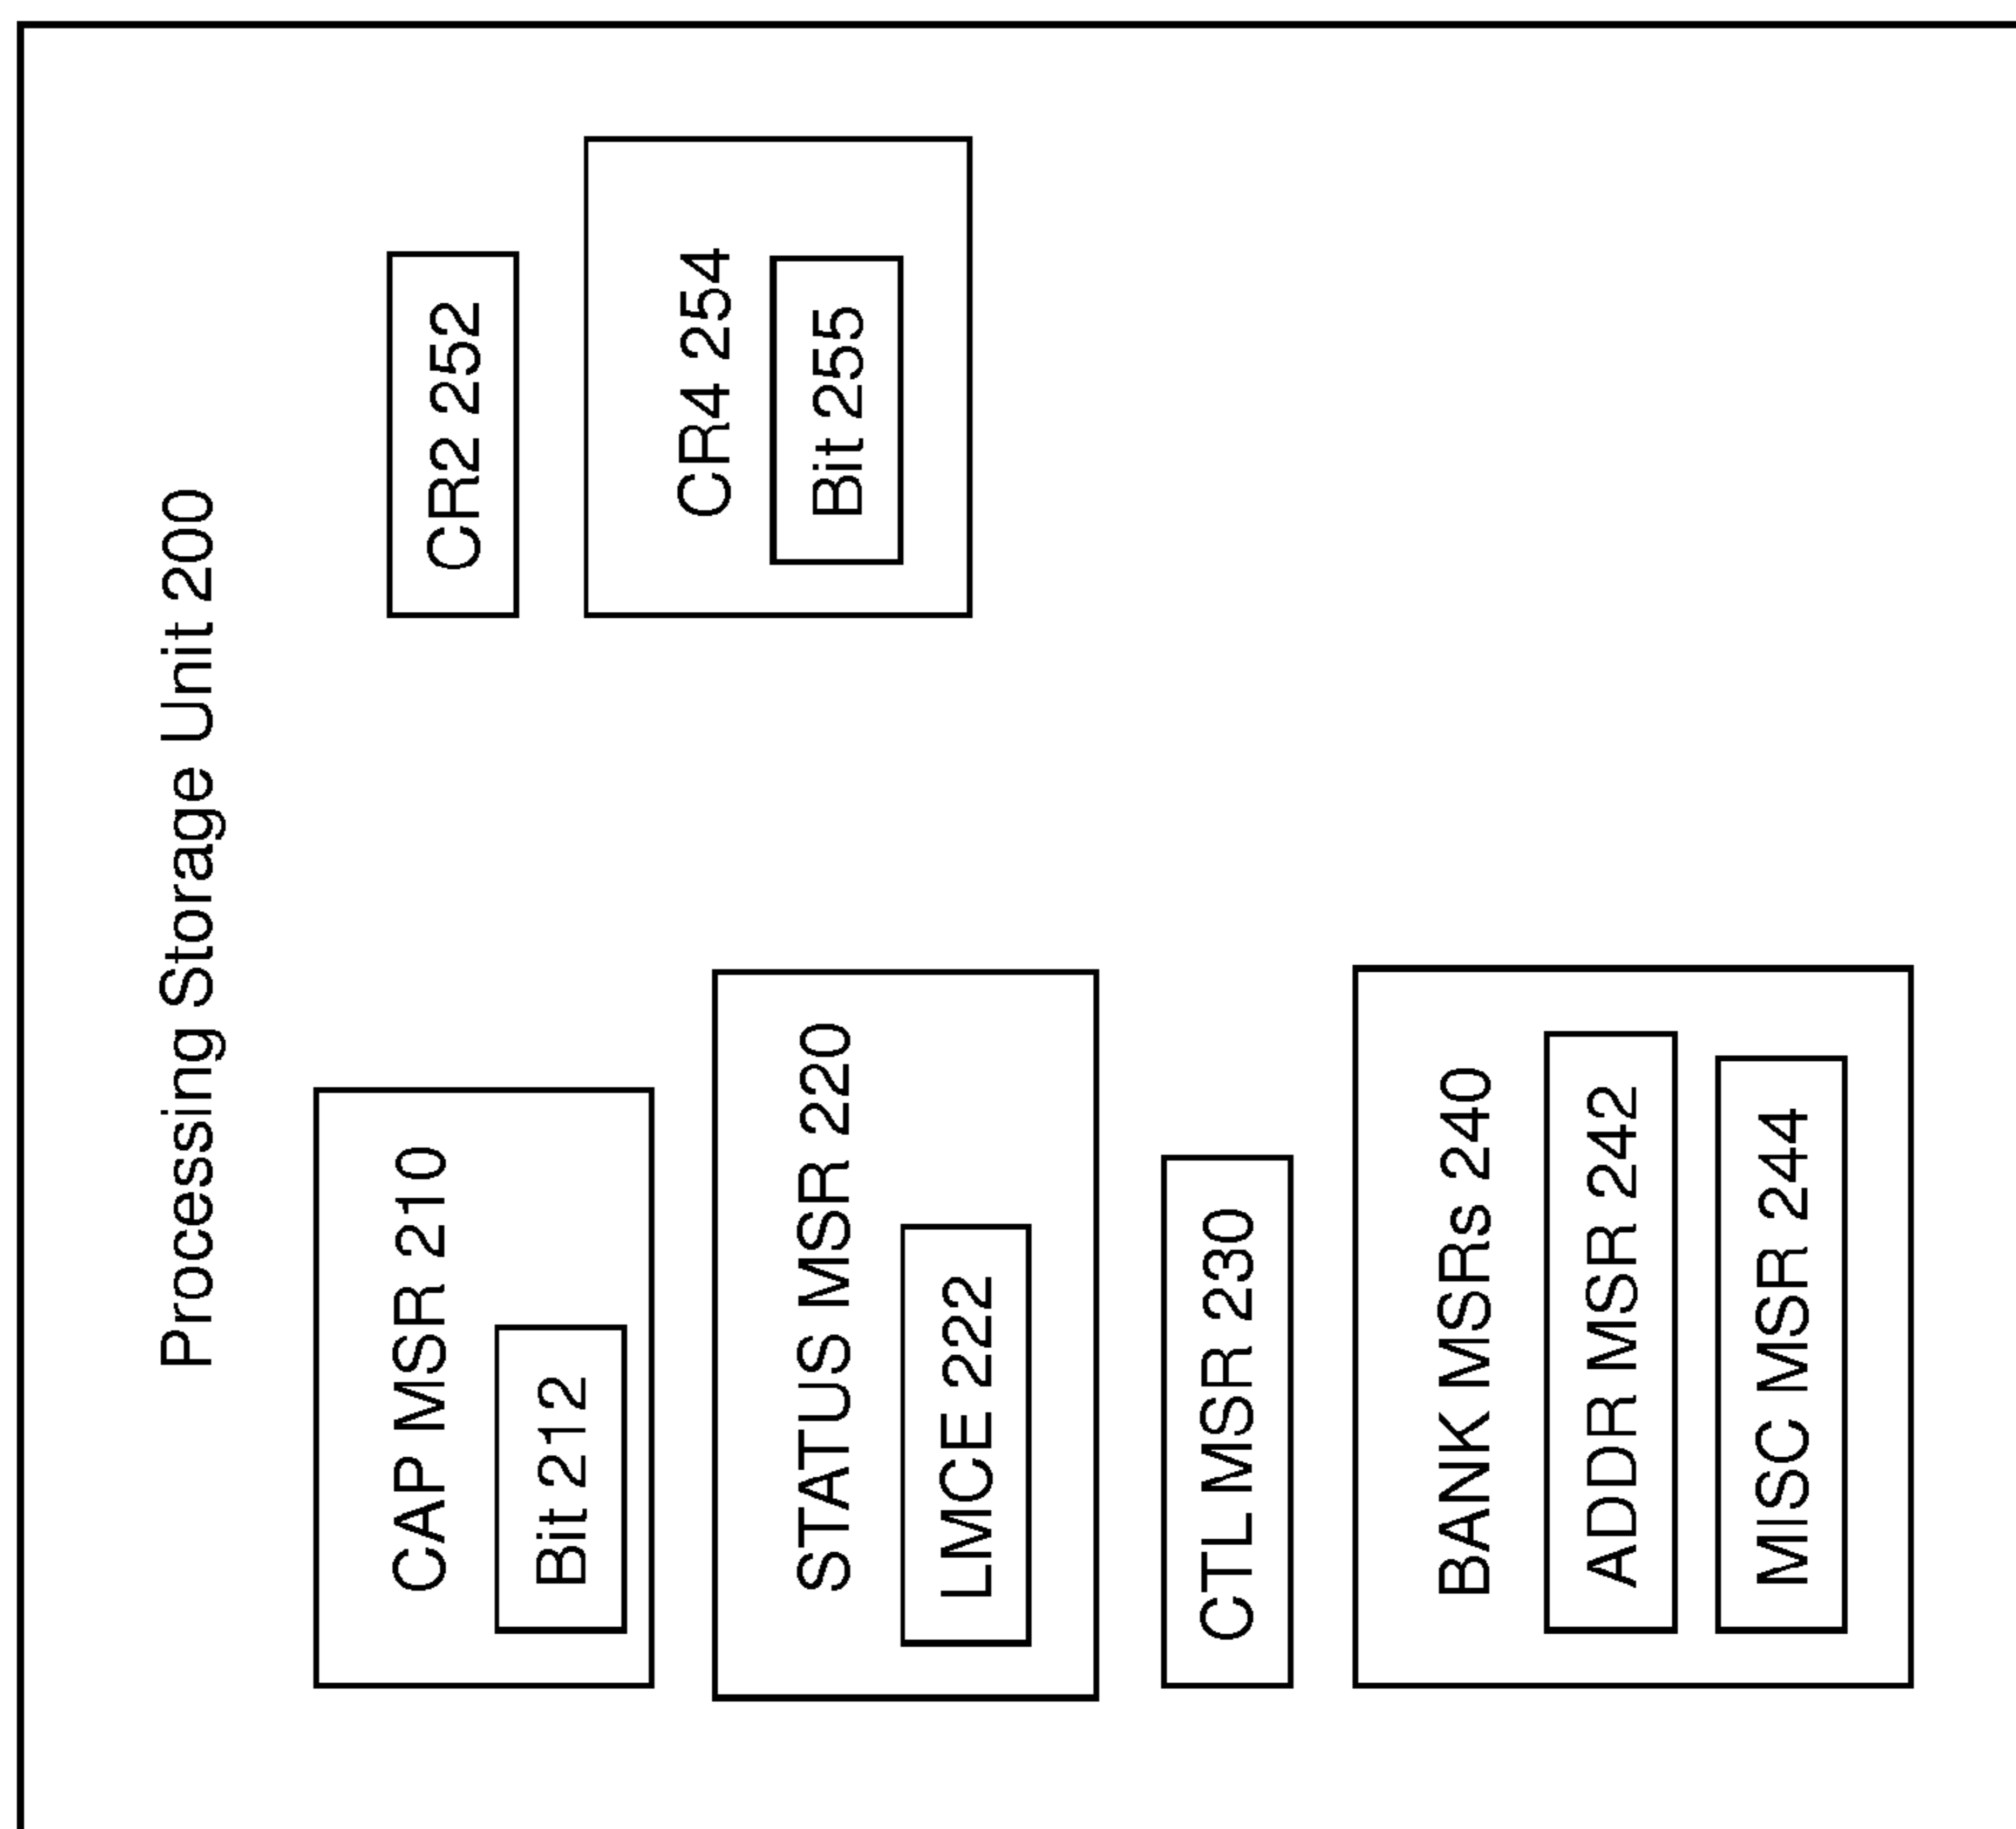 Processing Storage Unit 200
CAP MSR 210
Bit 212
STATUS MSR 220
LMCE 222
CTL MSR 230
BANK MSRs 240
ADDR MSR 242
MISC MSR 244
CR2 252
CR4 254
Bit 255